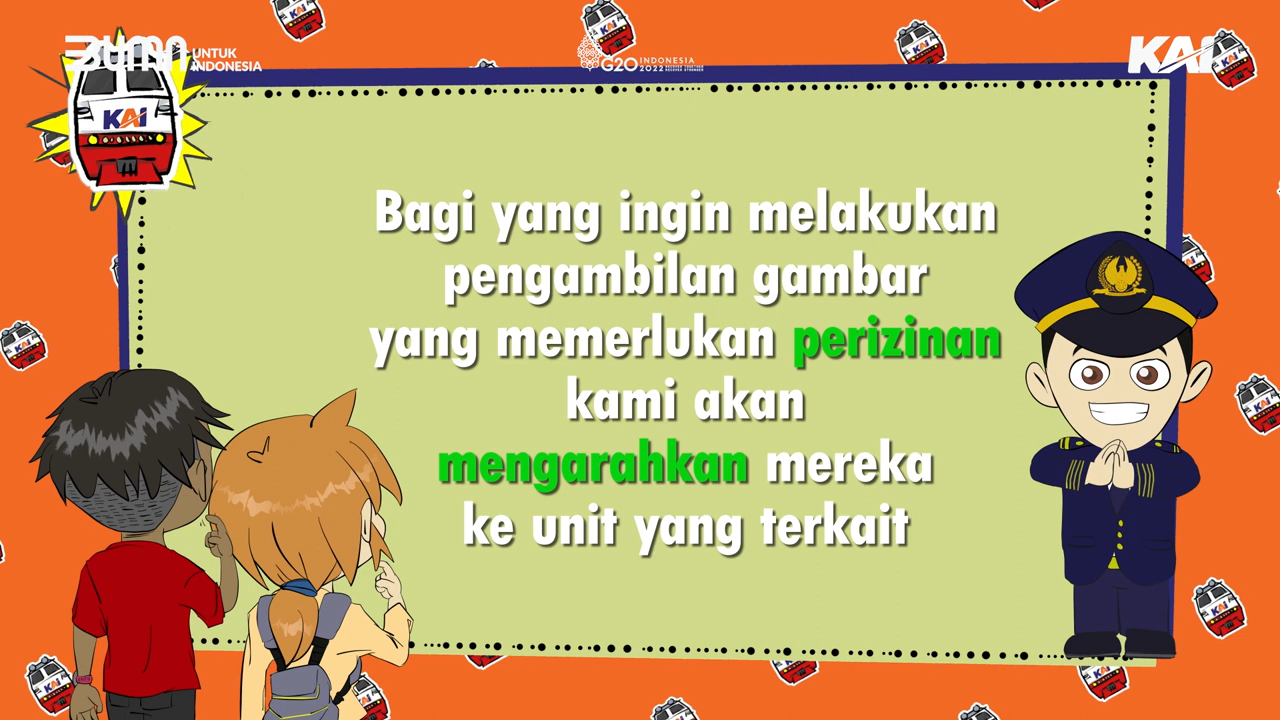 BUMN UNTUK
INDONESIA
G20 INDONESIA
2022
KAI
KAI
Bagi yang ingin melakukan
pengambilan gambar
yang memerlukan perizinan
kami akan
mengarahkan mereka
ke unit yang terkait